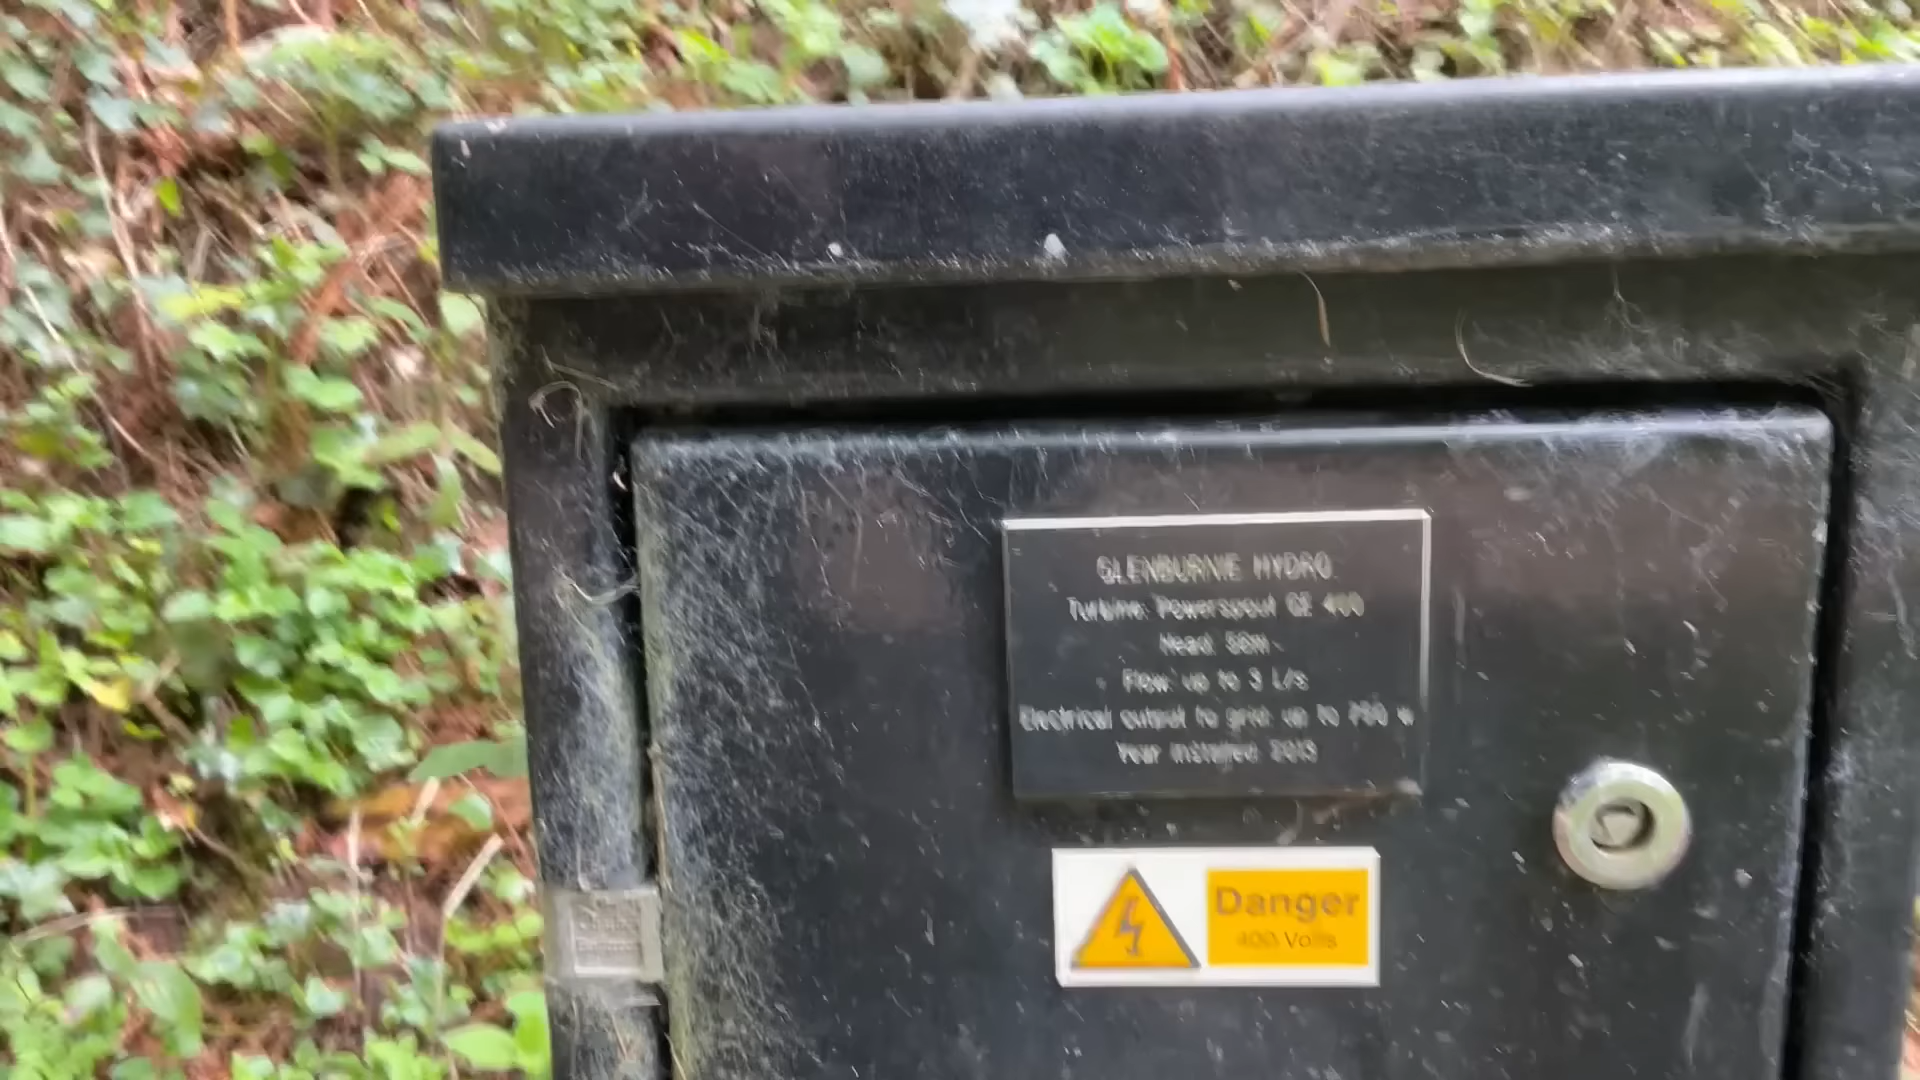 GLENBURNIE HYDRO
Turbine: Powerspout GE 400
Head: 50m
Flow: up to 3 L/s
Electrical output to grid: up to 750 w
Year installed: 2013
Danger
400 Volts